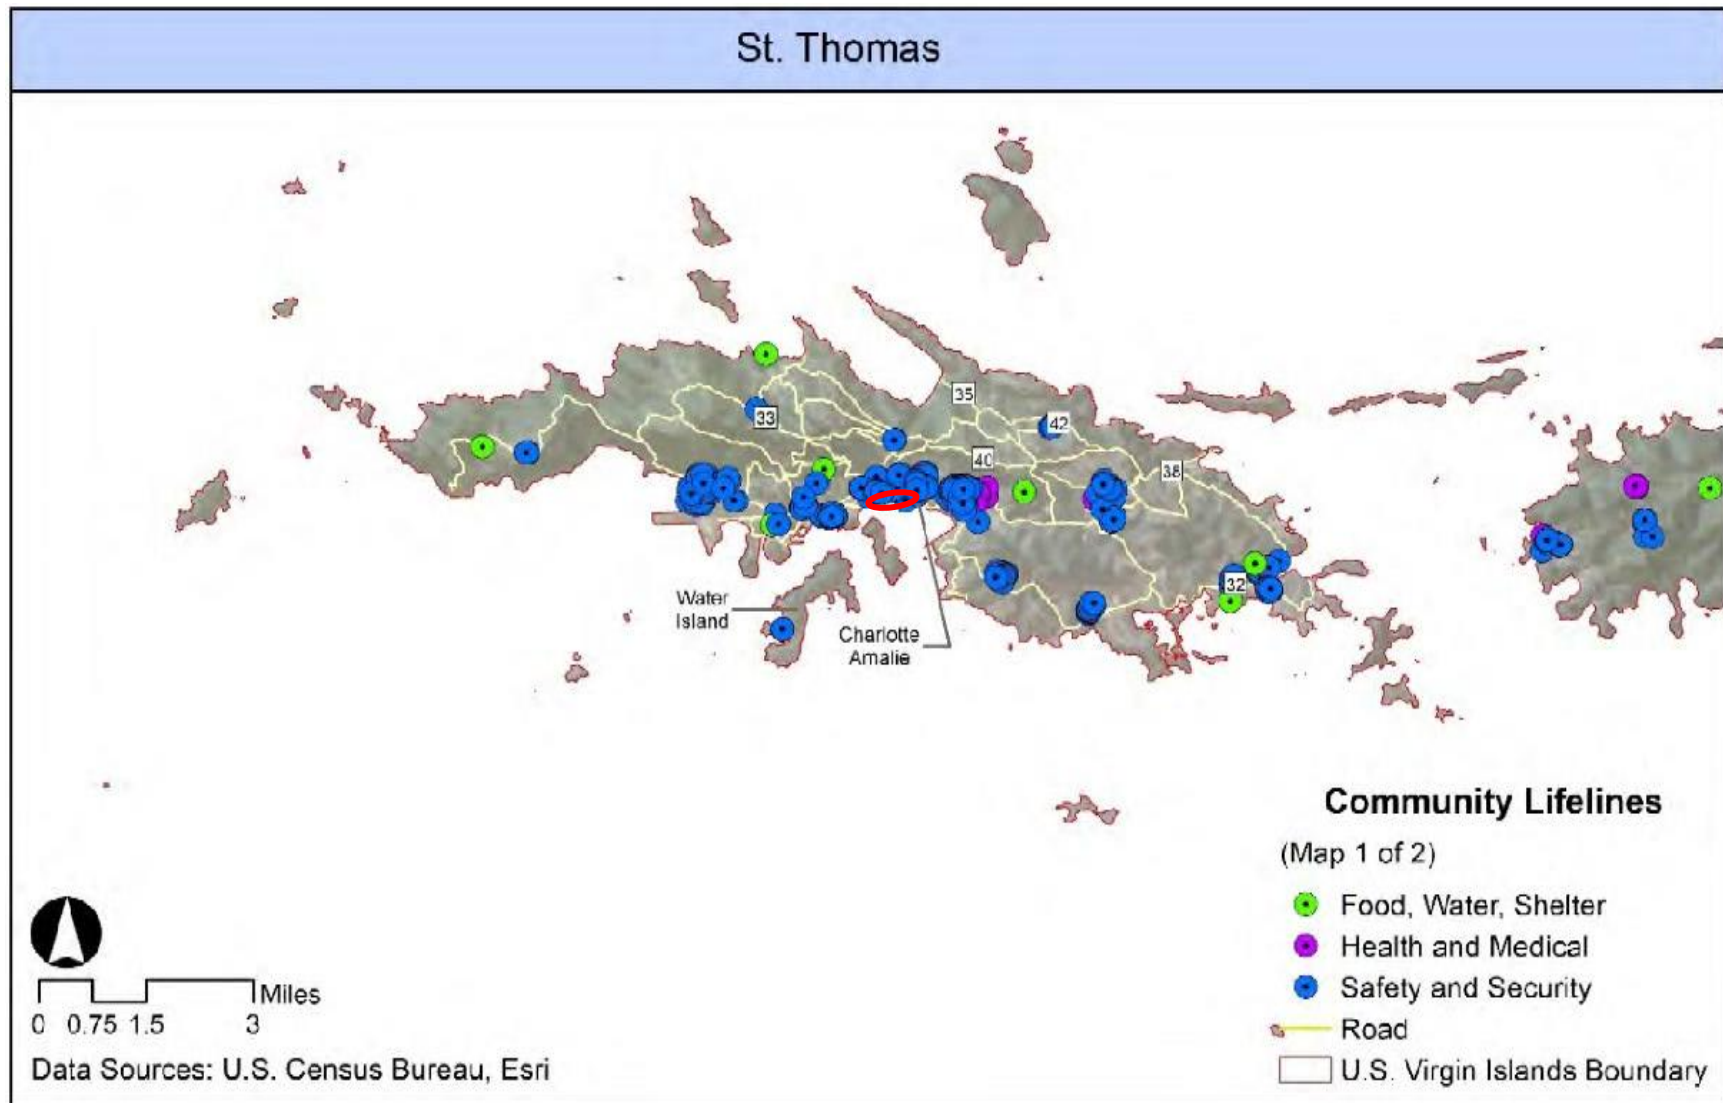 St. Thomas
35
33
42
40
38
32
Water
Island
Charlotte
Amalie
Community Lifelines
(Map 1 of 2)
Food, Water, Shelter
Health and Medical
Safety and Security
Road
U.S. Virgin Islands Boundary
Miles
0 0.75 1.5 3
Data Sources: U.S. Census Bureau, Esri